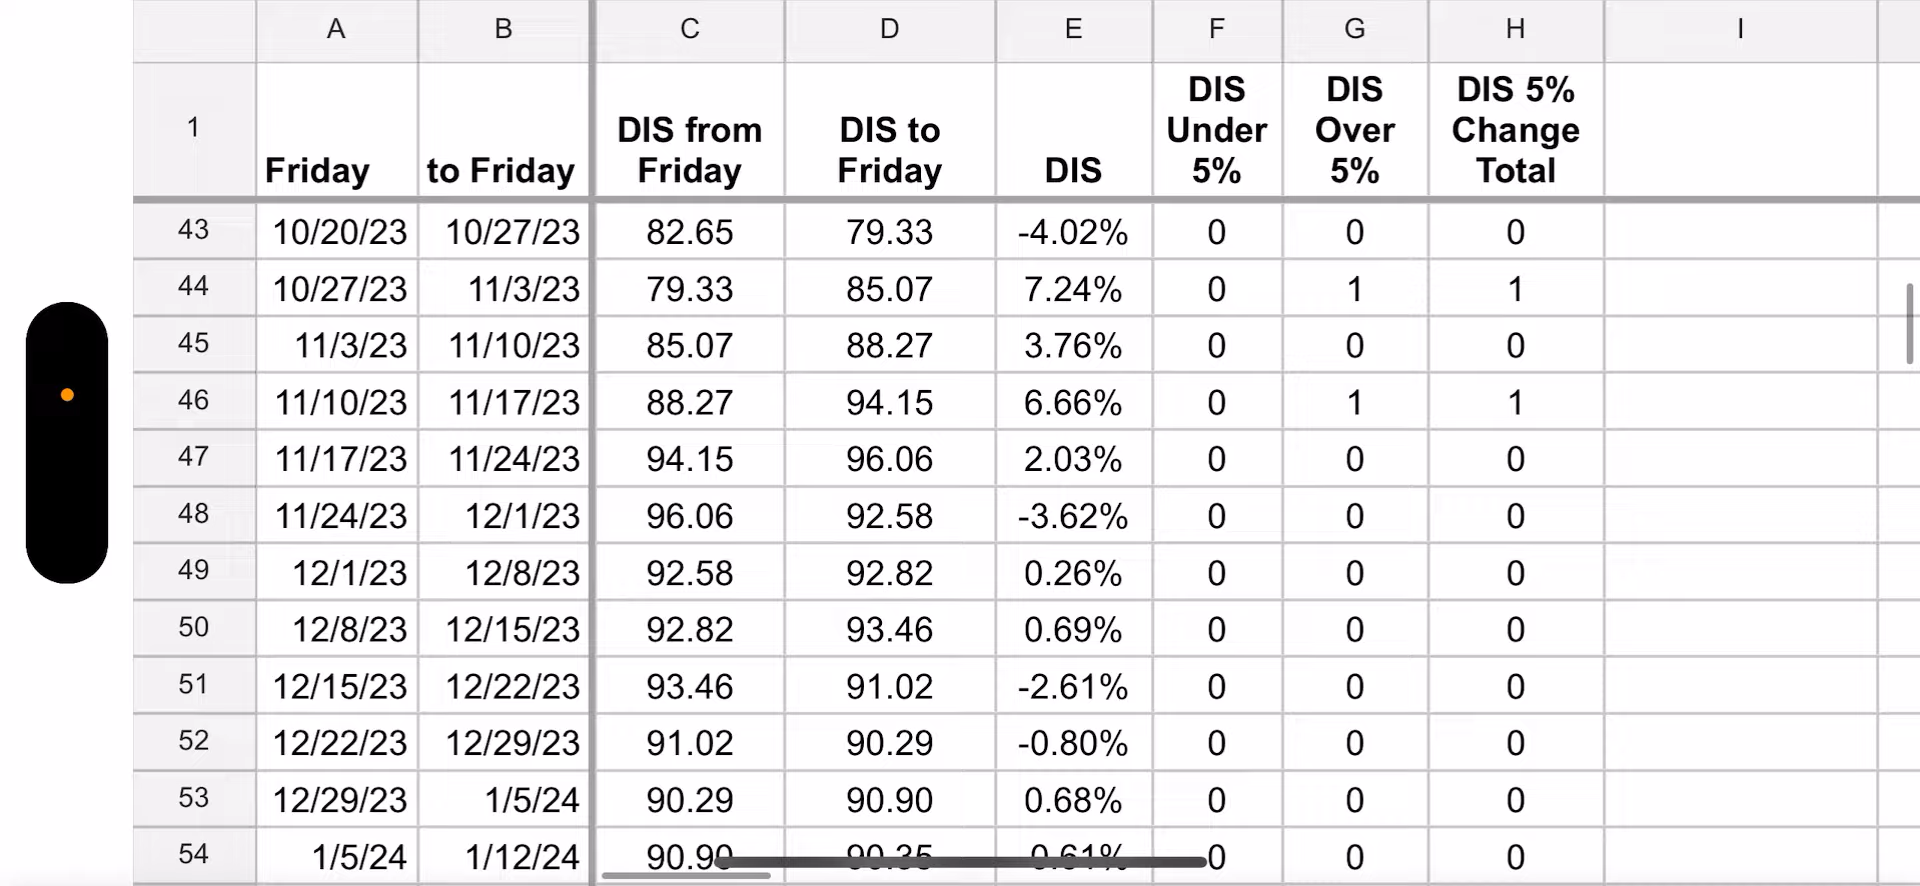 A B C D E F G H I
1 Friday to Friday DIS from Friday DIS to Friday DIS DIS Under 5% DIS Over 5% DIS 5% Change Total
43 10/20/23 10/27/23 82.65 79.33 -4.02% 0 0 0
44 10/27/23 11/3/23 79.33 85.07 7.24% 0 1 1
45 11/3/23 11/10/23 85.07 88.27 3.76% 0 0 0
46 11/10/23 11/17/23 88.27 94.15 6.66% 0 1 1
47 11/17/23 11/24/23 94.15 96.06 2.03% 0 0 0
48 11/24/23 12/1/23 96.06 92.58 -3.62% 0 0 0
49 12/1/23 12/8/23 92.58 92.82 0.26% 0 0 0
50 12/8/23 12/15/23 92.82 93.46 0.69% 0 0 0
51 12/15/23 12/22/23 93.46 91.02 -2.61% 0 0 0
52 12/22/23 12/29/23 91.02 90.29 -0.80% 0 0 0
53 12/29/23 1/5/24 90.29 90.90 0.68% 0 0 0
54 1/5/24 1/12/24 90.90 90.35 0 0 0